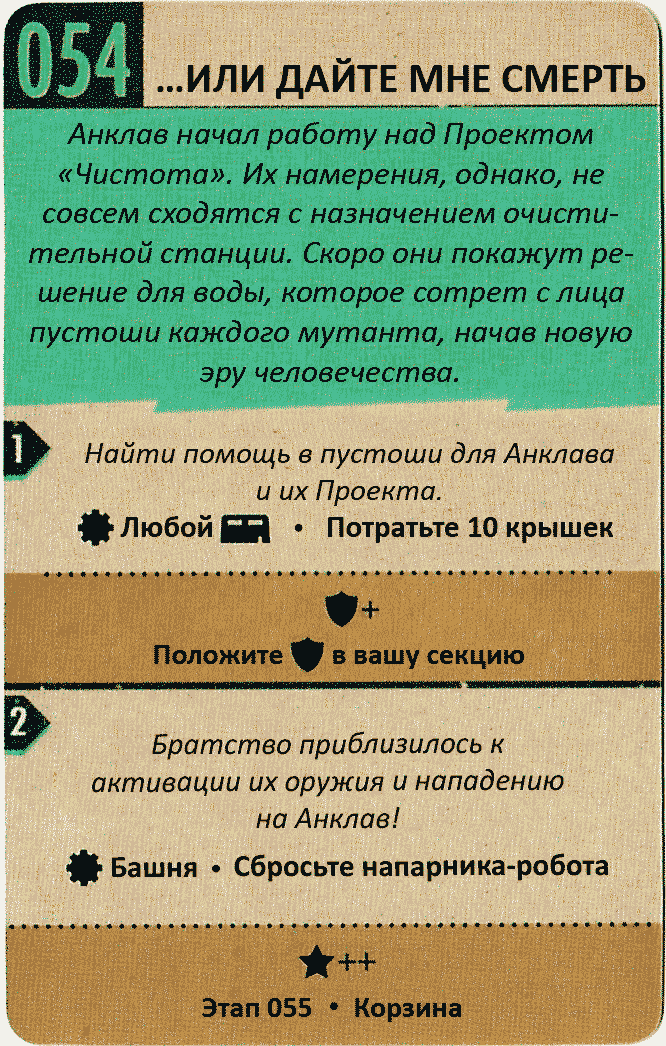 054
...ИЛИ ДАЙТЕ МНЕ СМЕРТЬ
Анклав начал работу над Проектом
«Чистота». Их намерения, однако, не
совсем сходятся с назначением очисти-
тельной станции. Скоро они покажут ре-
шение для воды, которое сотрет с лица
пустоши каждого мутанта, начав новую
эру человечества.
1
Найти помощь в пустоши для Анклава
и их Проекта.
Любой • Потратьте 10 крышек
+
Положите в вашу секцию
2
Братство приблизилось к
активации их оружия и нападению
на Анклав!
Башня • Сбросьте напарника-робота
++
Этап 055 • Корзина